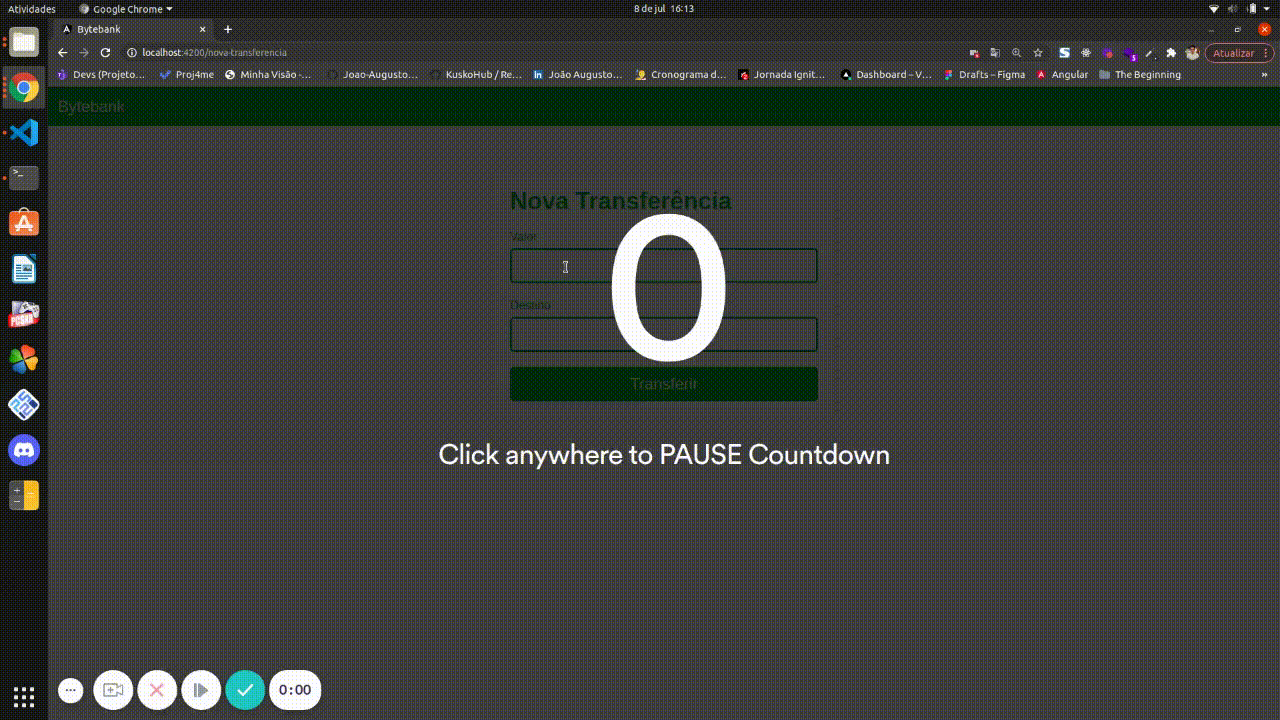 Atividades
Google Chrome
8 de jul 16:13
Bytebank
localhost:4200/nova-transferencia
Atualizar
Devs (Projeto...
Proj4me
Minha Visão -...
Joao-Augusto...
KuskoHub / Re...
João Augusto...
Cronograma d...
Jornada Ignit...
Dashboard – V...
Drafts – Figma
Angular
The Beginning
»
Bytebank
Nova Transferência
Valor
Destino
Transferir
0
Click anywhere to PAUSE Countdown
0:00